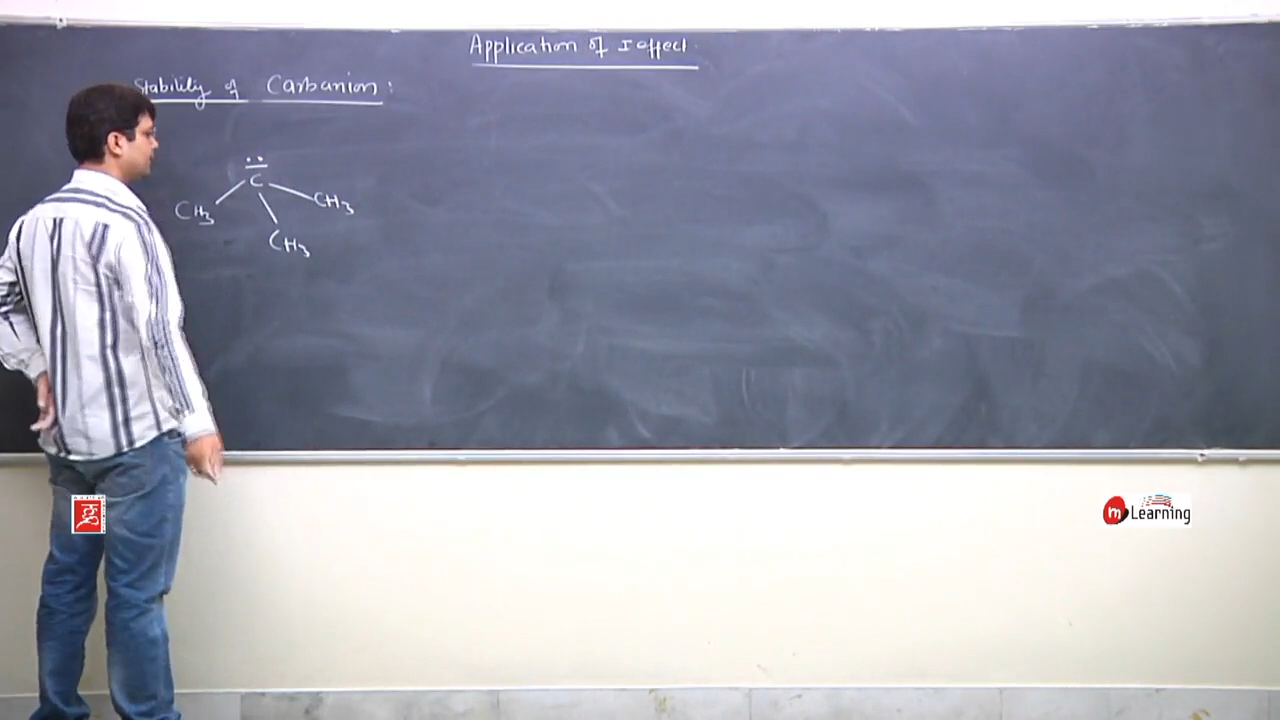 Application of I effect.
Stability of Carbanion:
C
CH3
CH3
CH3
m Learning